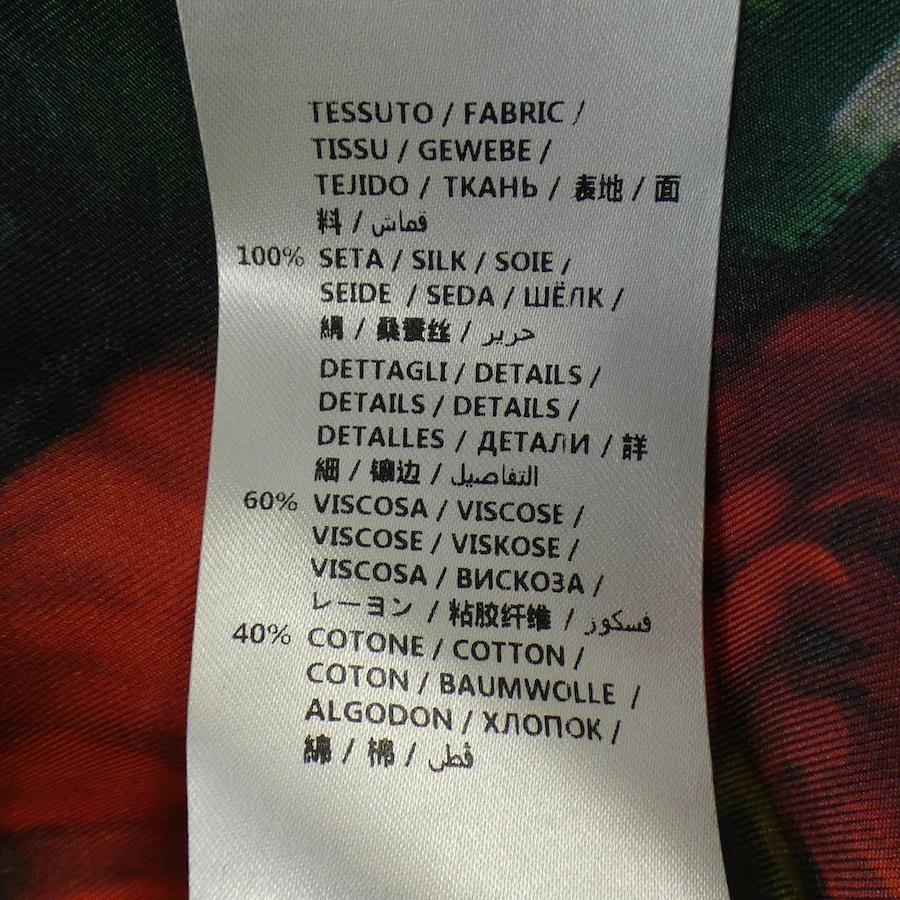 TESSUTO / FABRIC /
TISSU / GEWEBE /
TEJIDO / ТКАНЬ / 表地 / 面
料 / قماش
100% SETA / SILK / SOIE /
SEIDE / SEDA / ШЁЛК /
絹 / 桑蚕丝 / حرير
DETTAGLI / DETAILS /
DETAILS / DETAILS /
DETALLES / ДЕТАЛИ / 詳
細 / 镶边 / التفاصيل
60% VISCOSA / VISCOSE /
VISCOSE / VISKOSE /
VISCOSA / ВИСКОЗА /
レーヨン / 粘胶纤维 / فسكوز
40% COTONE / COTTON /
COTON / BAUMWOLLE /
ALGODON / ХЛОПОК /
綿 / 棉 / قطن